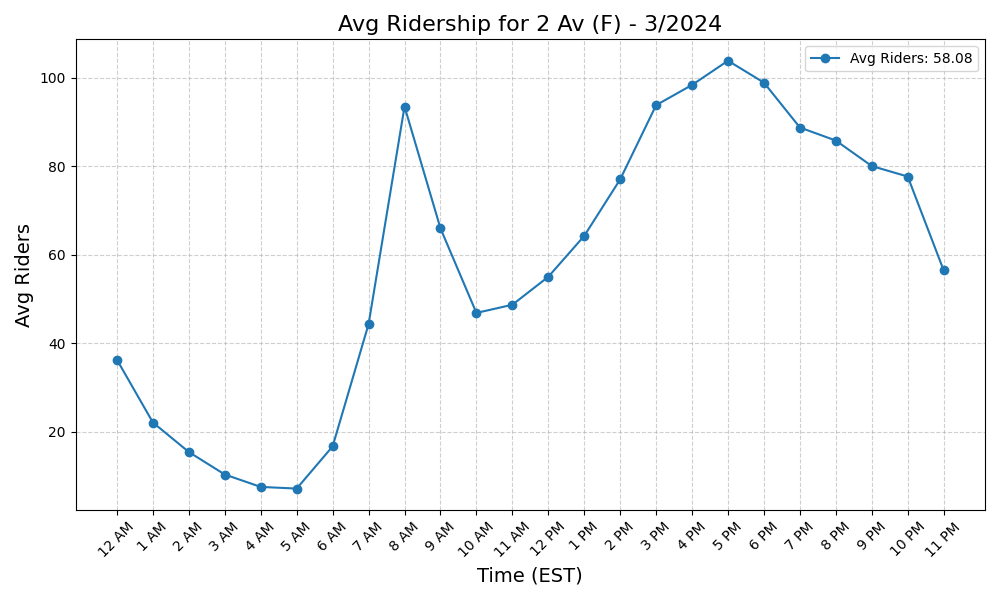 Avg Ridership for 2 Av (F) - 3/2024
Avg Riders: 58.08
Avg Riders
100
80
60
40
20
12 AM
1 AM
2 AM
3 AM
4 AM
5 AM
6 AM
7 AM
8 AM
9 AM
10 AM
11 AM
12 PM
1 PM
2 PM
3 PM
4 PM
5 PM
6 PM
7 PM
8 PM
9 PM
10 PM
11 PM
Time (EST)